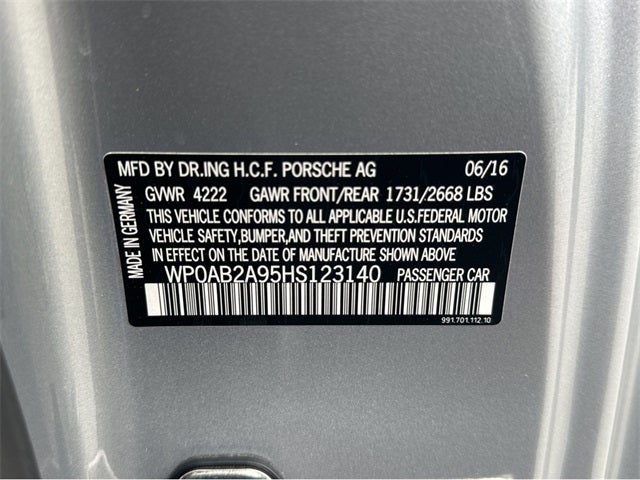 MFD BY DR.ING H.C.F. PORSCHE AG 06/16
GVWR 4222 GAWR FRONT/REAR 1731/2668 LBS
THIS VEHICLE CONFORMS TO ALL APPLICABLE U.S.FEDERAL MOTOR
VEHICLE SAFETY,BUMPER,AND THEFT PREVENTION STANDARDS
IN EFFECT ON THE DATE OF MANUFACTURE SHOWN ABOVE
WP0AB2A95HS123140 PASSENGER CAR
991.701.112.10
MADE IN GERMANY